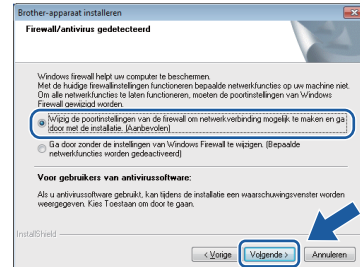 Brother-apparaat installeren
Firewall/antivirus gedetecteerd
Windows firewall helpt uw computer te beschermen.
Met de huidige firewallinstellingen functioneren bepaalde netwerkfuncties op uw machine niet.
Om alle netwerkfuncties te laten functioneren, moeten de poortinstellingen van Windows
Firewall gewijzigd worden.
Wijzig de poortinstellingen van de firewall om netwerkverbinding mogelijk te maken en ga
door met de installatie. (Aanbevolen)
Ga door zonder de instellingen van Windows Firewall te wijzigen. (Bepaalde
netwerkfuncties worden gedeactiveerd)
Voor gebruikers van antivirussoftware:
Als u antivirussoftware gebruikt, kan tijdens de installatie een waarschuwingsvenster worden
weergegeven. Kies Toestaan om door te gaan.
InstallShield
< Vorige Volgende > Annuleren